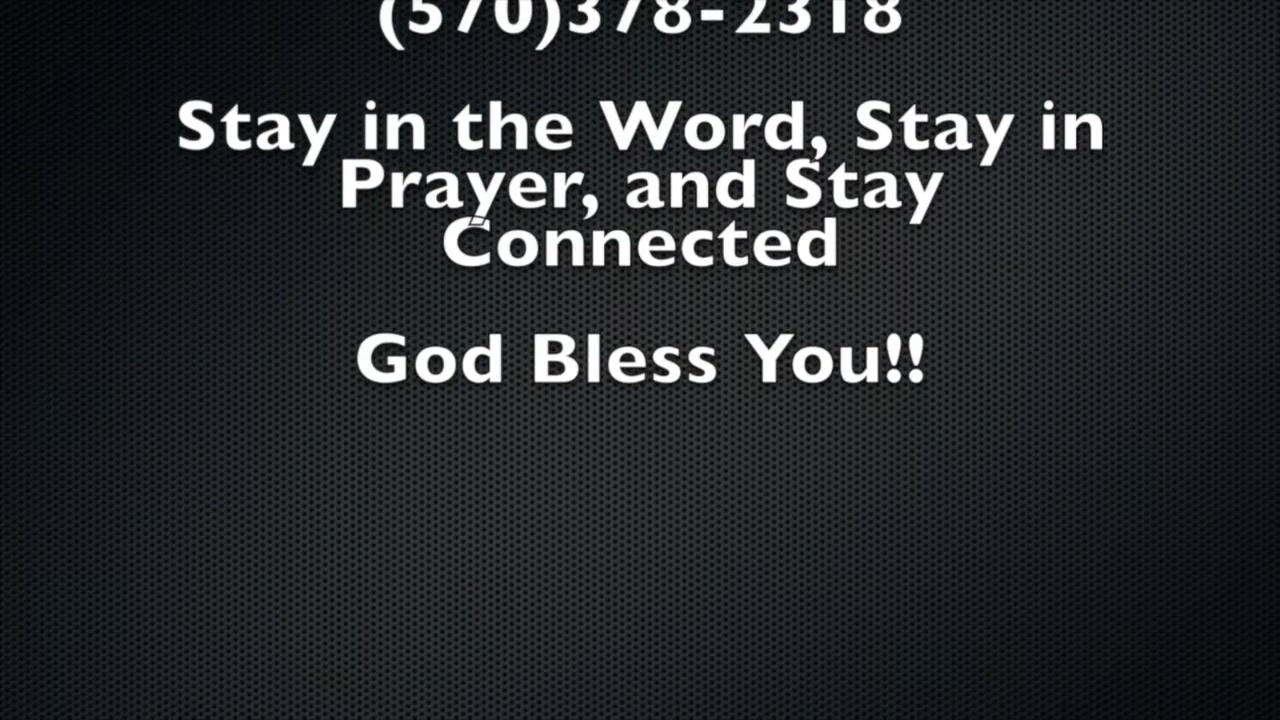 (570)378-2318
Stay in the Word, Stay in
Prayer, and Stay
Connected
God Bless You!!